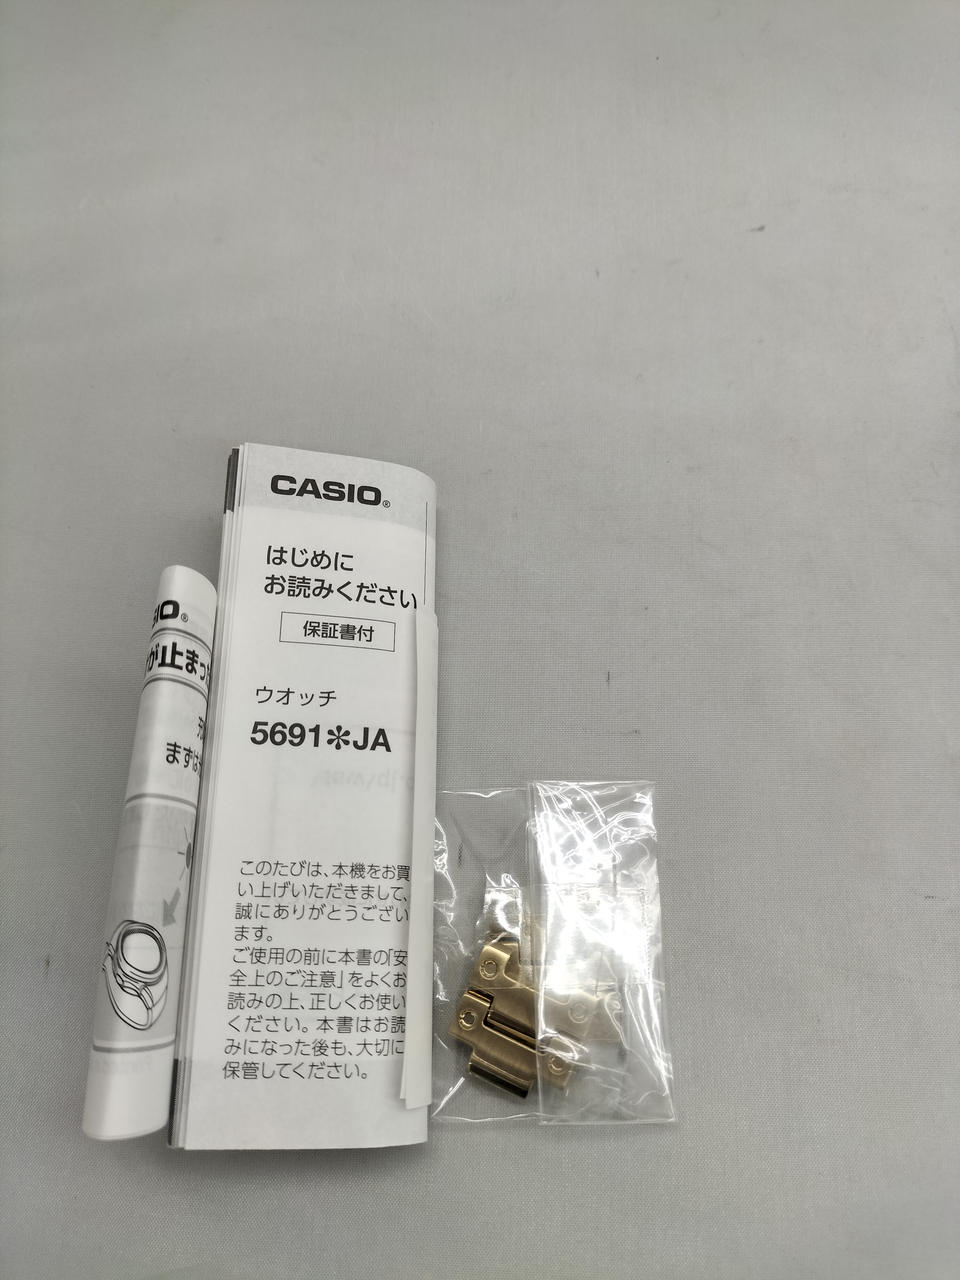 CASIO®
はじめに
お読みください
保証書付
ウオッチ
5691✻JA
このたびは、本機をお買
い上げいただきまして、
誠にありがとうござい
ます。
ご使用の前に本書の「安
全上のご注意」をよくお
読みの上、正しくお使い
ください。本書はお読
みになった後も、大切に
保管してください。
SIO®
が止まっ
まずは